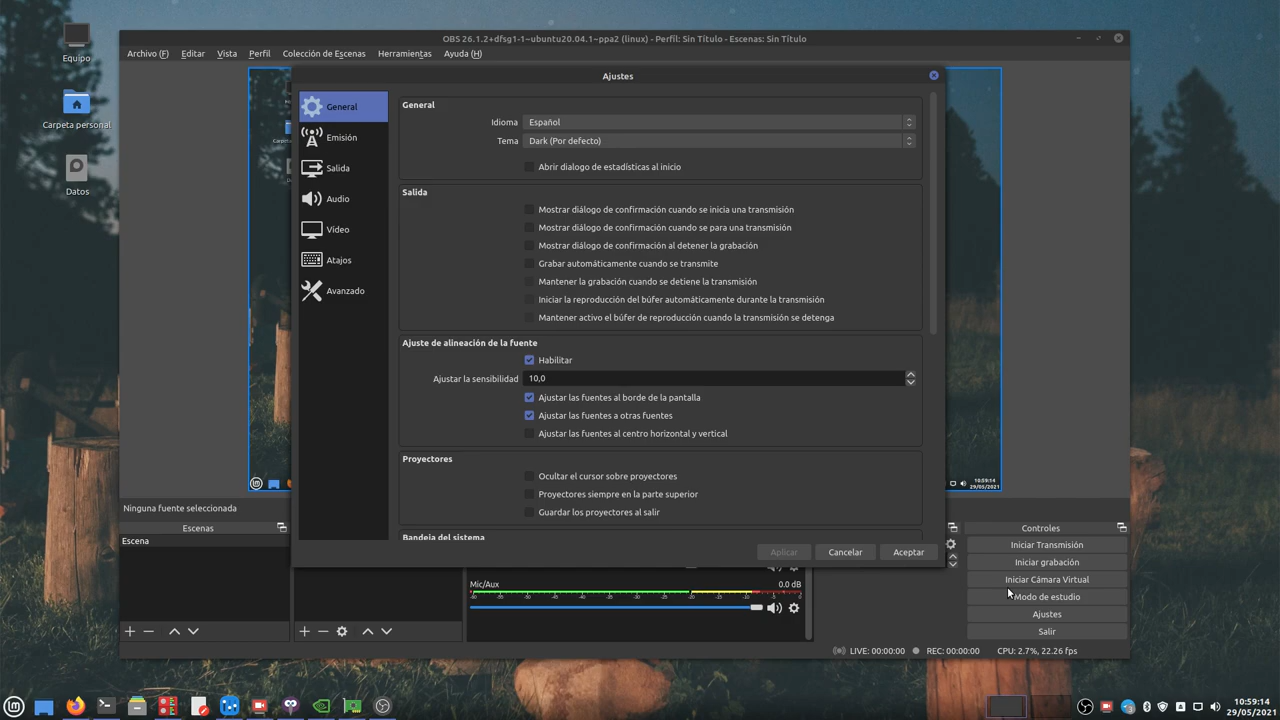 OBS 26.1.2+dfsg1-1~ubuntu20.04.1~ppa2 (linux) - Perfil: Sin Título - Escenas: Sin Título
Archivo (F) Editar Vista Perfil Colección de Escenas Herramientas Ayuda (H)
Equipo
Carpeta personal
Datos
Ajustes
General
Emisión
Salida
Audio
Vídeo
Atajos
Avanzado
General
Idioma Español
Tema Dark (Por defecto)
Abrir dialogo de estadísticas al inicio
Salida
Mostrar diálogo de confirmación cuando se inicia una transmisión
Mostrar diálogo de confirmación cuando se para una transmisión
Mostrar diálogo de confirmación al detener la grabación
Grabar automáticamente cuando se transmite
Mantener la grabación cuando se detiene la transmisión
Iniciar la reproducción del búfer automáticamente durante la transmisión
Mantener activo el búfer de reproducción cuando la transmisión se detenga
Ajuste de alineación de la fuente
Habilitar
Ajustar la sensibilidad 10,0
Ajustar las fuentes al borde de la pantalla
Ajustar las fuentes a otras fuentes
Ajustar las fuentes al centro horizontal y vertical
Proyectores
Ocultar el cursor sobre proyectores
Proyectores siempre en la parte superior
Guardar los proyectores al salir
Bandeja del sistema
Aplicar Cancelar Aceptar
10:59:14
29/05/2021
Ninguna fuente seleccionada
Escenas
Escena
Mic/Aux 0.0 dB
Controles
Iniciar Transmisión
Iniciar grabación
Iniciar Cámara Virtual
Modo de estudio
Ajustes
Salir
LIVE: 00:00:00 REC: 00:00:00 CPU: 2.7%, 22.26 fps
10:59:14
29/05/2021